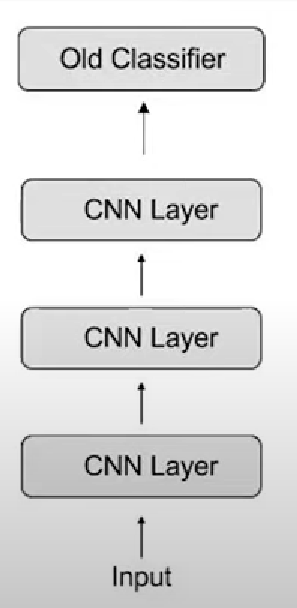 Old Classifier
CNN Layer
CNN Layer
CNN Layer
Input